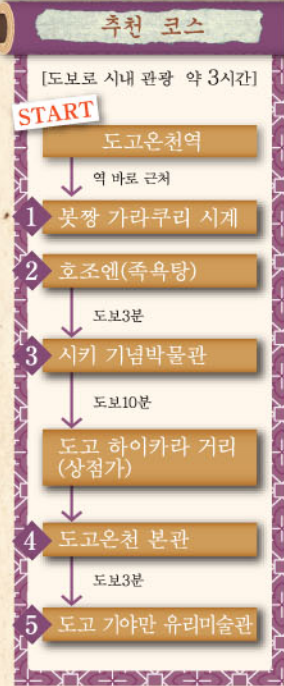 추천 코스
[도보로 시내 관광 약 3시간]
START
도고온천역
역 바로 근처
1 봇짱 가라쿠리 시계
2 호조엔(족욕탕)
도보3분
3 시키 기념박물관
도보10분
도고 하이카라 거리
(상점가)
4 도고온천 본관
도보3분
5 도고 기야만 유리미술관